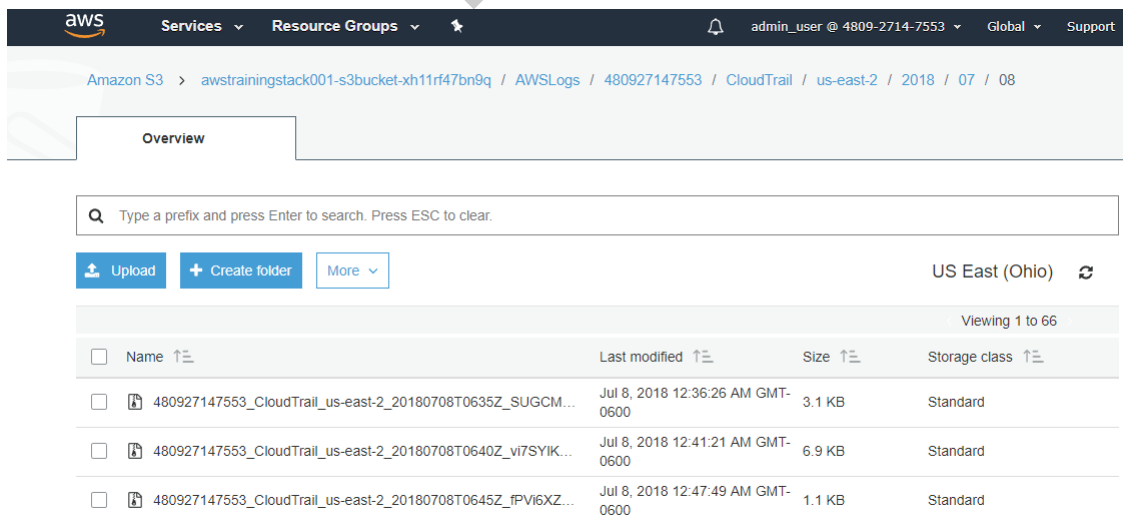 aws Services Resource Groups admin_user @ 4809-2714-7553 Global Support
Amazon S3 > awstrainingstack001-s3bucket-xh11rf47bn9q / AWSLogs / 480927147553 / CloudTrail / us-east-2 / 2018 / 07 / 08
Overview
Type a prefix and press Enter to search. Press ESC to clear.
Upload + Create folder More US East (Ohio)
Viewing 1 to 66
Name Last modified Size Storage class
480927147553_CloudTrail_us-east-2_20180708T0635Z_SUGCM... Jul 8, 2018 12:36:26 AM GMT-0600 3.1 KB Standard
480927147553_CloudTrail_us-east-2_20180708T0640Z_vi7SYIK... Jul 8, 2018 12:41:21 AM GMT-0600 6.9 KB Standard
480927147553_CloudTrail_us-east-2_20180708T0645Z_fPVi6XZ... Jul 8, 2018 12:47:49 AM GMT-0600 1.1 KB Standard